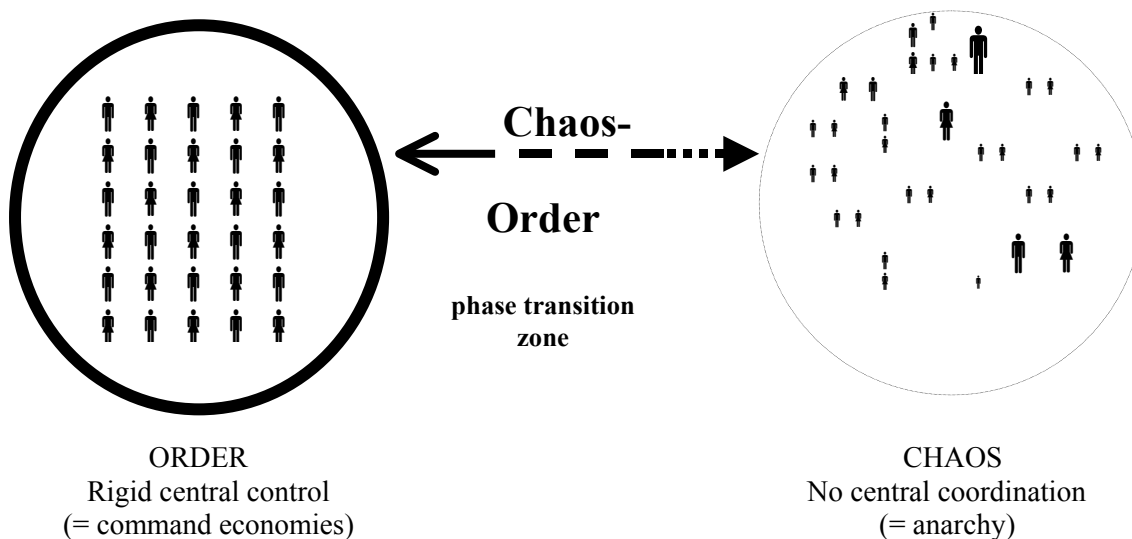 Chaos-
Order
phase transition
zone
ORDER
Rigid central control
(= command economies)
CHAOS
No central coordination
(= anarchy)